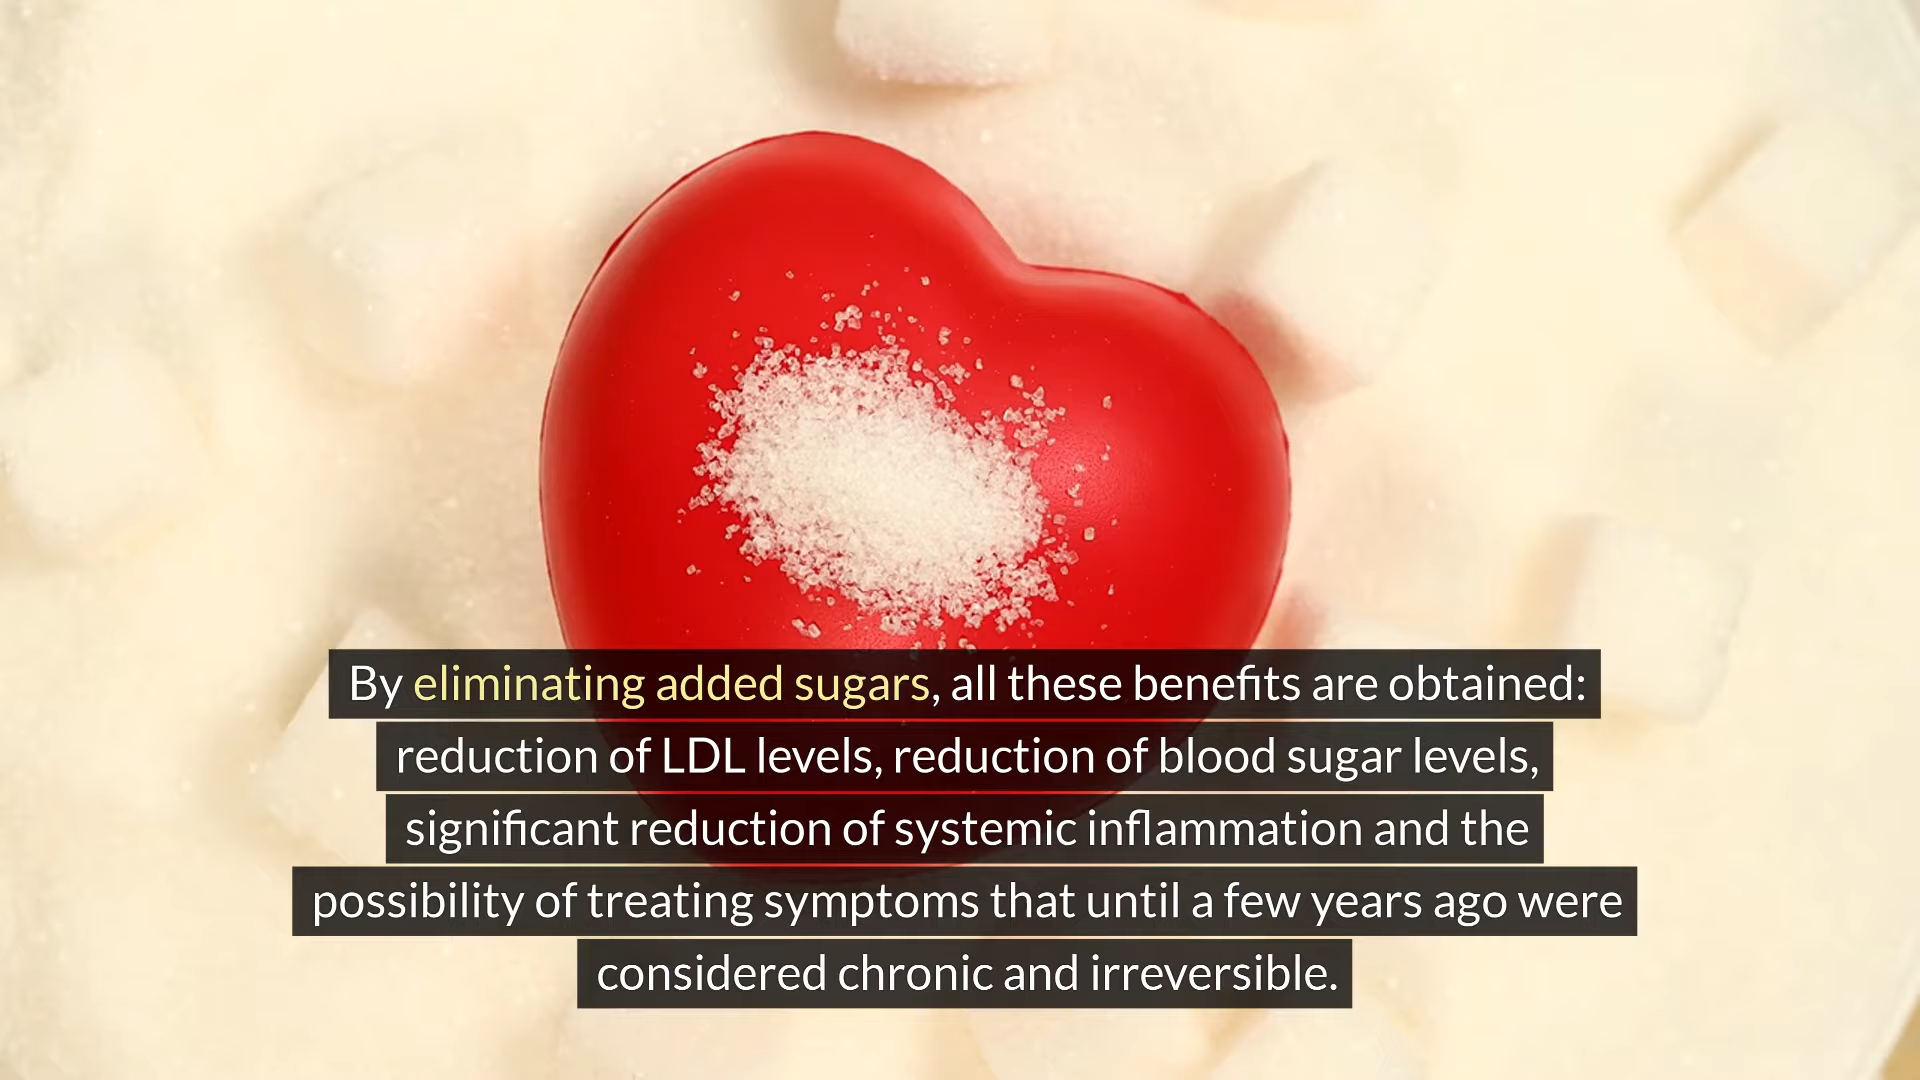 By eliminating added sugars, all these benefits are obtained:
reduction of LDL levels, reduction of blood sugar levels,
significant reduction of systemic inflammation and the
possibility of treating symptoms that until a few years ago were
considered chronic and irreversible.